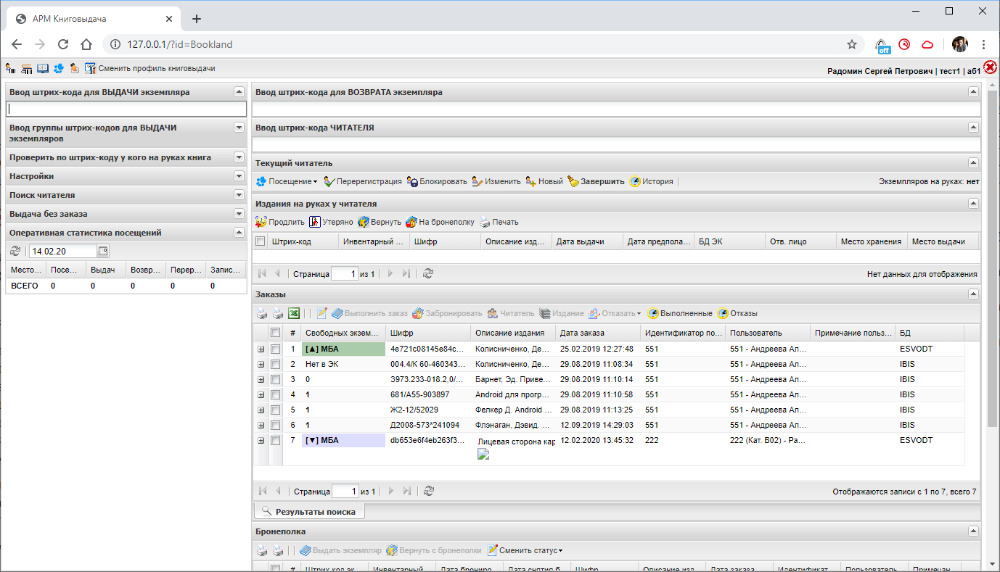 АРМ Книговыдача
127.0.0.1/?id=Bookland
off
Сменить профиль книговыдачи
Радомин Сергей Петрович | тест1 | аб1
Ввод штрих-кода для ВЫДАЧИ экземпляра
Ввод группы штрих-кодов для ВЫДАЧИ
экземпляров
Проверить по штрих-коду у кого на руках книга
Настройки
Поиск читателя
Выдача без заказа
Оперативная статистика посещений
14.02.20
Место... Посе... Выдач Возвр... Перер... Запис...
ВСЕГО 0 0 0 0 0
Ввод штрих-кода для ВОЗВРАТА экземпляра
Ввод штрих-кода ЧИТАТЕЛЯ
Текущий читатель
Посещение Перерегистрация Блокировать Изменить Новый Завершить История Экземпляров на руках: нет
Издания на руках у читателя
Продлить Утеряно Вернуть На бронеполку Печать
Штрих-код Инвентарный ... Шифр Описание изд... Дата выдачи Дата предпола... БД ЭК Отв. лицо Место хранения Место выдачи
Страница 1 из 1 Нет данных для отображения
Заказы
Выполнить заказ Забронировать Читатель Издание Отказать Выполненные Отказы
# Свободных экзем... Шифр Описание издания Дата заказа Идентификатор по... Пользователь Примечание польз... БД
1 [▲] МБА 4e721c08145e84c... Колисниченко, Де... 25.02.2019 12:27:48 551 551 - Андреева Ал... ESVODT
2 Нет в ЭК 004.4/К 60-460343... Колисниченко, Де... 29.08.2019 11:08:34 551 551 - Андреева Ал... IBIS
3 0 З973.233-018.2,0/... Барнет, Эд. Приве... 29.08.2019 11:10:14 551 551 - Андреева Ал... IBIS
4 1 681/А55-903897 Android для прогр... 29.08.2019 11:10:58 551 551 - Андреева Ал... IBIS
5 1 Ж2-12/52029 Фелкер Д. Android ... 29.08.2019 11:13:25 551 551 - Андреева Ал... IBIS
6 1 Д2008-573*241094 Флэнаган, Дэвид. ... 12.09.2019 14:29:03 551 551 - Андреева Ал... IBIS
7 [▼] МБА db653e6f4eb263f3... Лицевая сторона кар 12.02.2020 13:45:32 222 222 (Кат. B02) - Ра... ESVODT
Страница 1 из 1 Отображаются записи с 1 по 7, всего 7
Результаты поиска
Бронеполка
Выдать экземпляр Вернуть с бронеполки Сменить статус
# Штрих-код эк... Инвентарный ... Дата брониро... Дата снятия б... Шифр Описание изд... Дата заказа Идентификат... Пользователь Примечан...